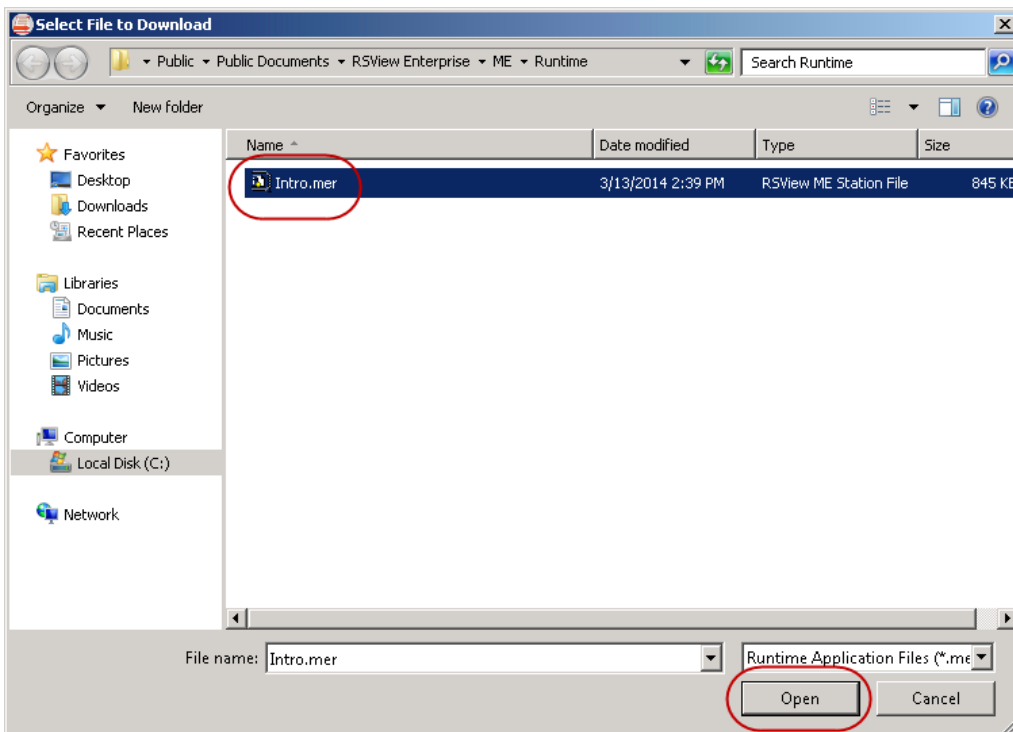 Select File to Download
Public Public Documents RSView Enterprise ME Runtime Search Runtime
Organize New folder
Name Date modified Type Size
Favorites
Desktop
Downloads
Recent Places
Libraries
Documents
Music
Pictures
Videos
Computer
Local Disk (C:)
Network
Intro.mer 3/13/2014 2:39 PM RSView ME Station File 845 KB
File name: Intro.mer Runtime Application Files (*.me
Open Cancel